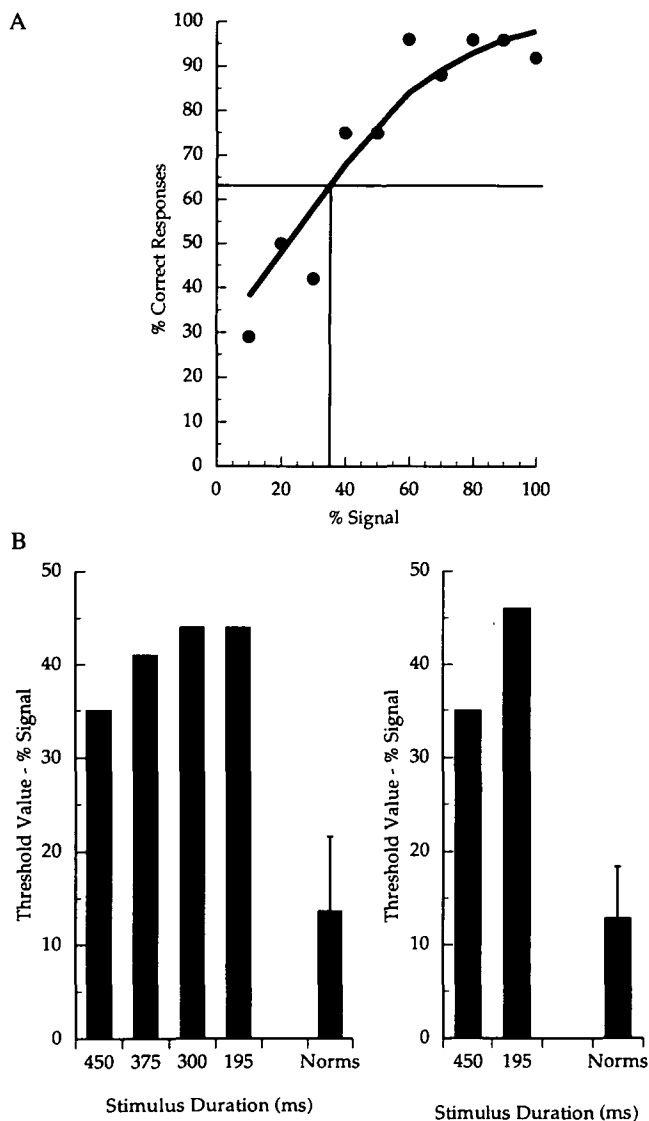 A
100
90
80
70
60
50
40
30
20
10
0
% Correct Responses
0 20 40 60 80 100
% Signal
B
50
40
30
20
10
0
Threshold Value - % Signal
450 375 300 195 Norms
Stimulus Duration (ms)
50
40
30
20
10
0
Threshold Value - % Signal
450 195 Norms
Stimulus Duration (ms)